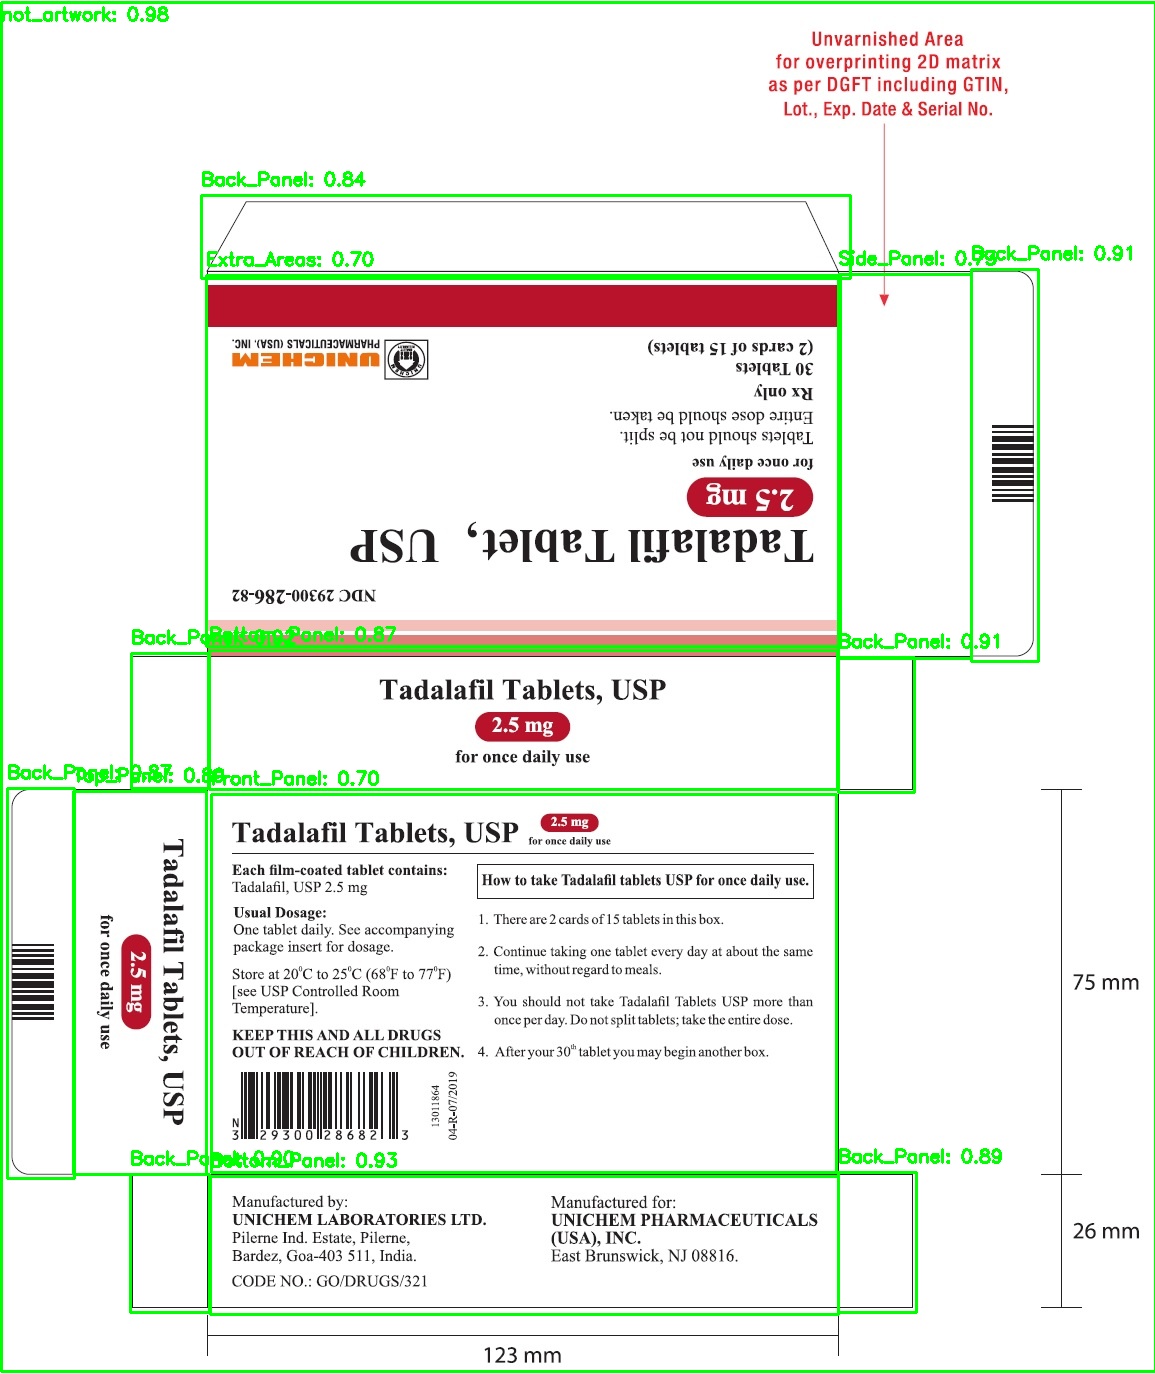 not_artwork: 0.98
Unvarnished Area
for overprinting 2D matrix
as per DGFT including GTIN,
Lot., Exp. Date & Serial No.
Back_Panel: 0.84
Extra_Areas: 0.70
Side_Panel:
Back_Panel: 0.91
NDC 29300-286-82
Tadalafil Tablet, USP
2.5 mg
for once daily use
Tablets should not be split.
Entire dose should be taken.
Rx only
30 Tablets
(2 cards of 15 tablets)
UNICHEM
PHARMACEUTICALS (USA), INC.
UNICHEM
Bottom_Panel: 0.87
Back_Panel: 0.91
Tadalafil Tablets, USP
2.5 mg
for once daily use
Front_Panel: 0.70
Tadalafil Tablets, USP
2.5 mg
for once daily use
Tadalafil Tablets, USP 2.5 mg
for once daily use
Each film-coated tablet contains:
Tadalafil, USP 2.5 mg
Usual Dosage:
One tablet daily. See accompanying
package insert for dosage.
Store at 20°C to 25°C (68°F to 77°F)
[see USP Controlled Room
Temperature].
KEEP THIS AND ALL DRUGS
OUT OF REACH OF CHILDREN.
N
3 29300 28682 3
13011864
04-R-07/2019
How to take Tadalafil tablets USP for once daily use.
1. There are 2 cards of 15 tablets in this box.
2. Continue taking one tablet every day at about the same
time, without regard to meals.
3. You should not take Tadalafil Tablets USP more than
once per day. Do not split tablets; take the entire dose.
4. After your 30th tablet you may begin another box.
75 mm
Bottom_Panel: 0.93
Back_Panel: 0.89
Manufactured by:
UNICHEM LABORATORIES LTD.
Pilerne Ind. Estate, Pilerne,
Bardez, Goa-403 511, India.
CODE NO.: GO/DRUGS/321
Manufactured for:
UNICHEM PHARMACEUTICALS
(USA), INC.
East Brunswick, NJ 08816.
26 mm
123 mm